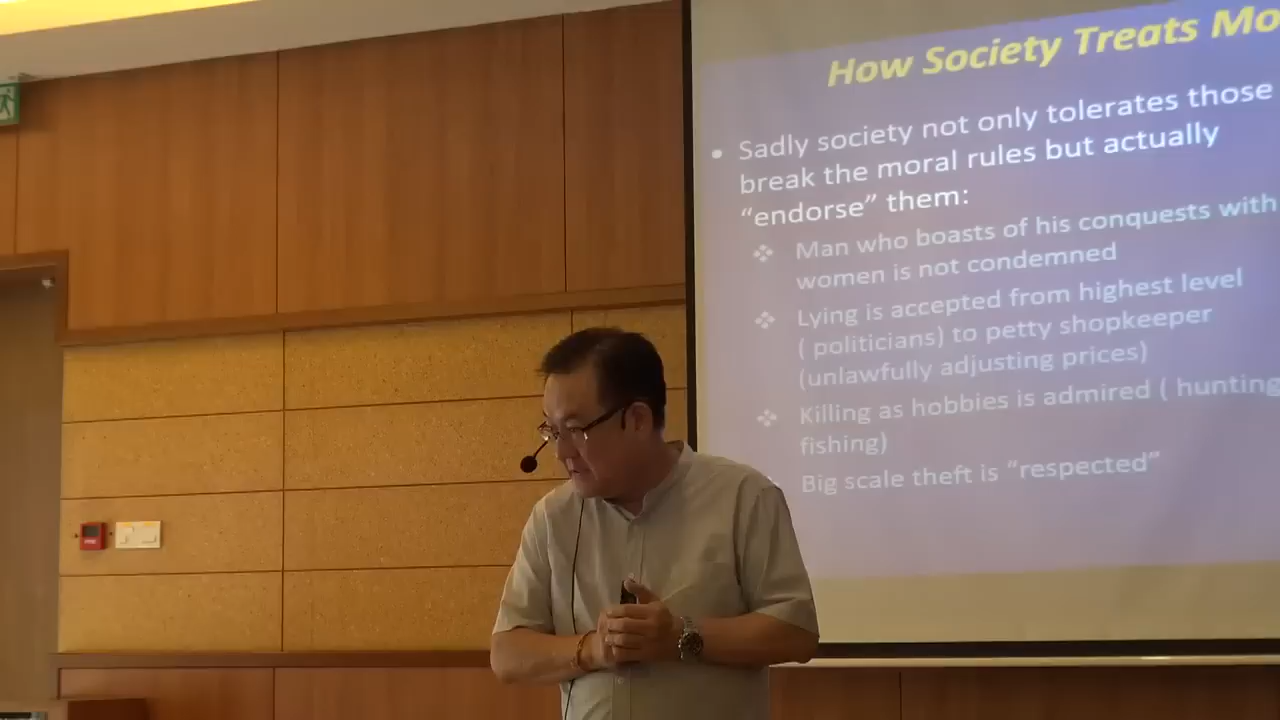 How Society Treats Mo
• Sadly society not only tolerates those
break the moral rules but actually
“endorse” them:
❖ Man who boasts of his conquests with
women is not condemned
❖ Lying is accepted from highest level
( politicians) to petty shopkeeper
(unlawfully adjusting prices)
❖ Killing as hobbies is admired ( hunting
fishing)
Big scale theft is “respected”